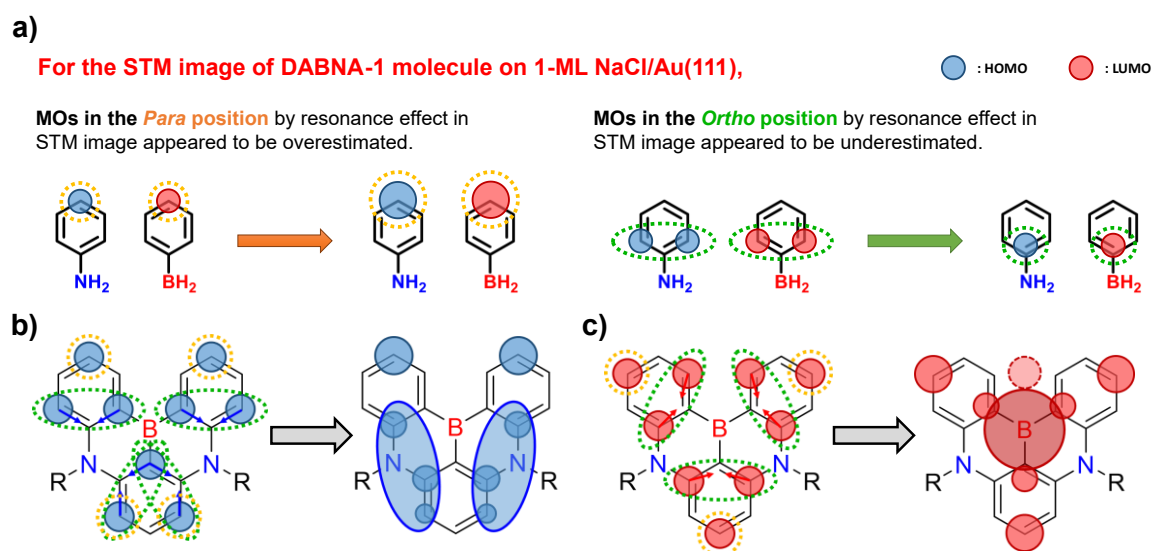 a)
For the STM image of DABNA-1 molecule on 1-ML NaCl/Au(111),
: HOMO
: LUMO
MOs in the Para position by resonance effect in
STM image appeared to be overestimated.
MOs in the Ortho position by resonance effect in
STM image appeared to be underestimated.
NH2
BH2
NH2
BH2
NH2
BH2
NH2
BH2
b)
B
N
N
R
R
B
N
N
R
R
c)
B
N
N
R
R
B
N
N
R
R